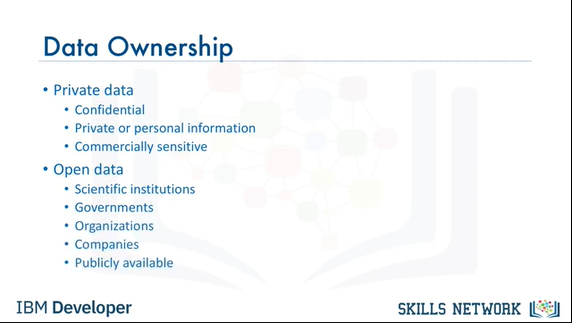 Data Ownership
• Private data
• Confidential
• Private or personal information
• Commercially sensitive
• Open data
• Scientific institutions
• Governments
• Organizations
• Companies
• Publicly available
IBM Developer
SKILLS NETWORK